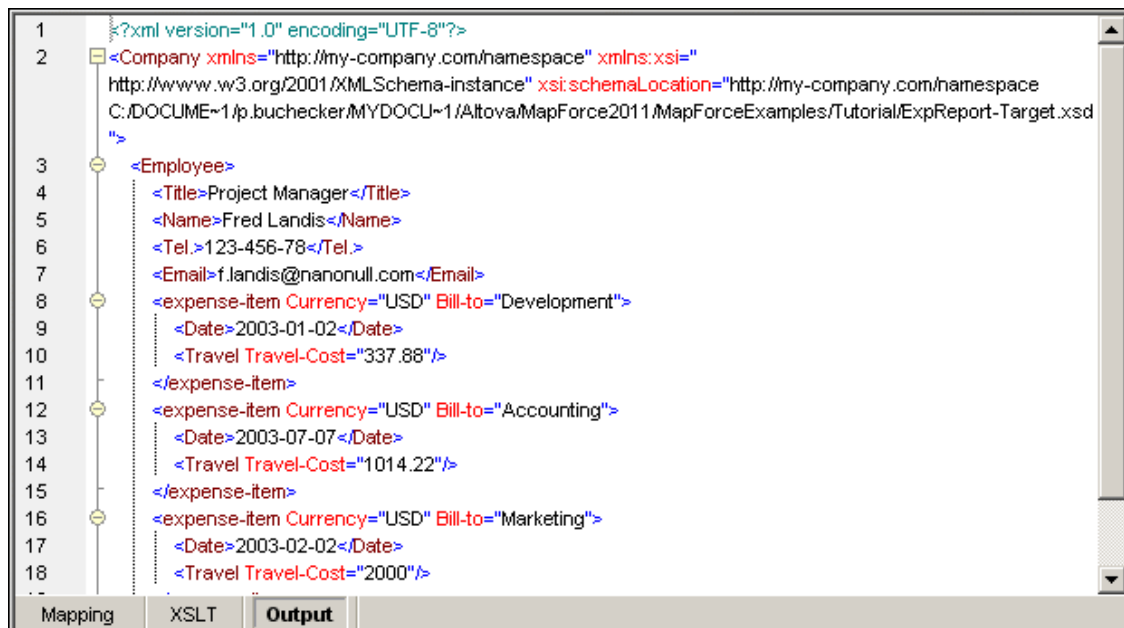 1 <?xml version="1.0" encoding="UTF-8"?>
2 <Company xmlns="http://my-company.com/namespace" xmlns:xsi="
http://www.w3.org/2001/XMLSchema-instance" xsi:schemaLocation="http://my-company.com/namespace
C:/DOCUME~1/p.buchecker/MYDOCU~1/Altova/MapForce2011/MapForceExamples/Tutorial/ExpReport-Target.xsd
">
3 <Employee>
4 <Title>Project Manager</Title>
5 <Name>Fred Landis</Name>
6 <Tel.>123-456-78</Tel.>
7 <Email>f.landis@nanonull.com</Email>
8 <expense-item Currency="USD" Bill-to="Development">
9 <Date>2003-01-02</Date>
10 <Travel Travel-Cost="337.88"/>
11 </expense-item>
12 <expense-item Currency="USD" Bill-to="Accounting">
13 <Date>2003-07-07</Date>
14 <Travel Travel-Cost="1014.22"/>
15 </expense-item>
16 <expense-item Currency="USD" Bill-to="Marketing">
17 <Date>2003-02-02</Date>
18 <Travel Travel-Cost="2000"/>
Mapping XSLT Output